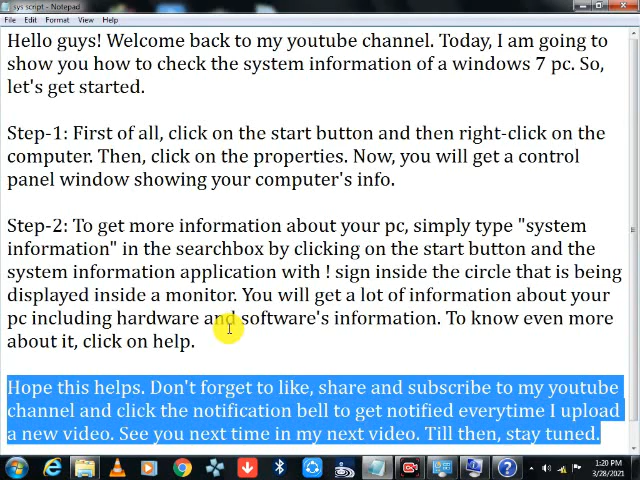 sys script - Notepad
File Edit Format View Help
Hello guys! Welcome back to my youtube channel. Today, I am going to
show you how to check the system information of a windows 7 pc. So,
let's get started.
Step-1: First of all, click on the start button and then right-click on the
computer. Then, click on the properties. Now, you will get a control
panel window showing your computer's info.
Step-2: To get more information about your pc, simply type "system
information" in the searchbox by clicking on the start button and the
system information application with ! sign inside the circle that is being
displayed inside a monitor. You will get a lot of information about your
pc including hardware and software's information. To know even more
about it, click on help.
Hope this helps. Don't forget to like, share and subscribe to my youtube
channel and click the notification bell to get notified everytime I upload
a new video. See you next time in my next video. Till then, stay tuned.
1:20 PM
3/28/2021